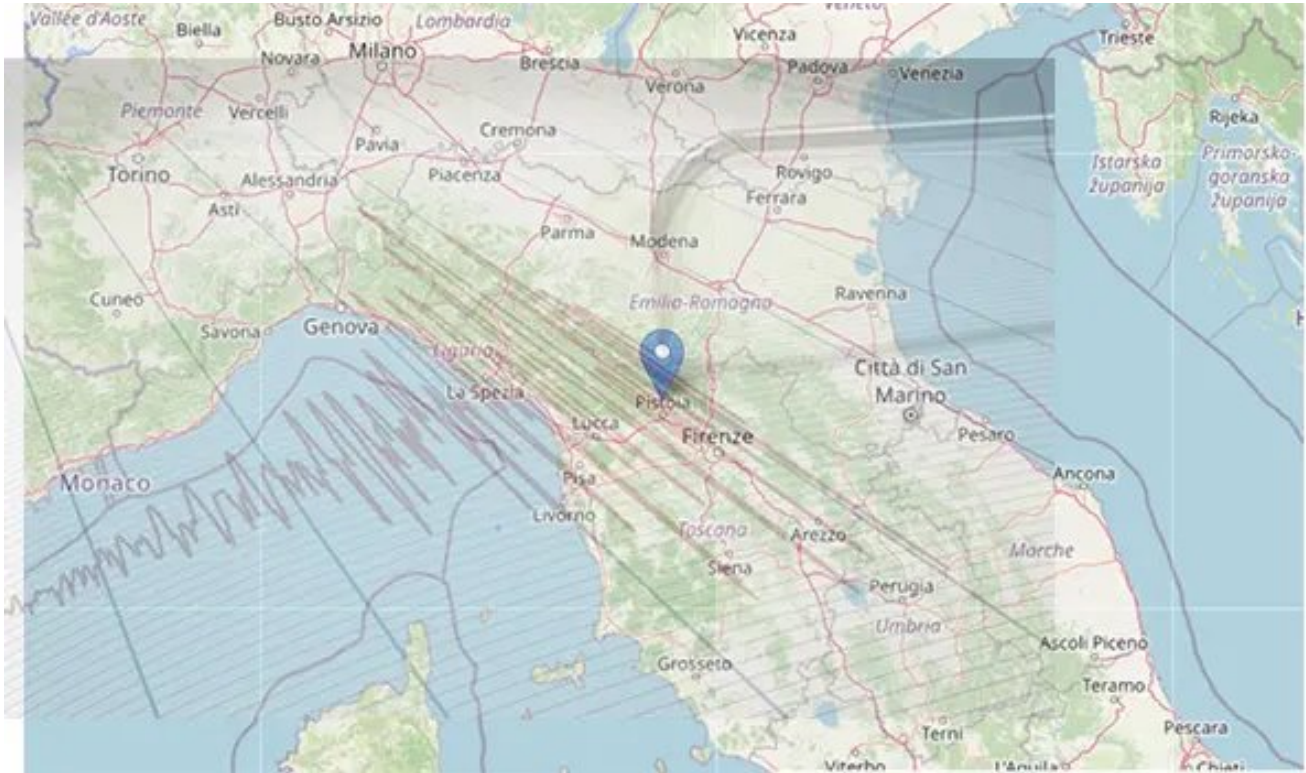 Vallée d'Aoste
Biella
Busto Arsizio
Lombardia
Veneto
Vicenza
Trieste
Novara
Milano
Brescia
Verona
Padova
Venezia
Piemonte
Vercelli
Pavia
Cremona
Rijeka
Torino
Alessandria
Piacenza
Rovigo
Istarska
županija
Primorsko-
goranska
županija
Asti
Ferrara
Parma
Modena
Cuneo
Savona
Genova
Emilia-Romagna
Ravenna
Liguria
La Spezia
Pistoia
Città di San
Marino
Lucca
Firenze
Pesaro
Monaco
Pisa
Ancona
Livorno
Toscana
Arezzo
Siena
Marche
Perugia
Umbria
Grosseto
Ascoli Piceno
Teramo
Terni
Pescara
Viterbo
L'Aquila
Chieti